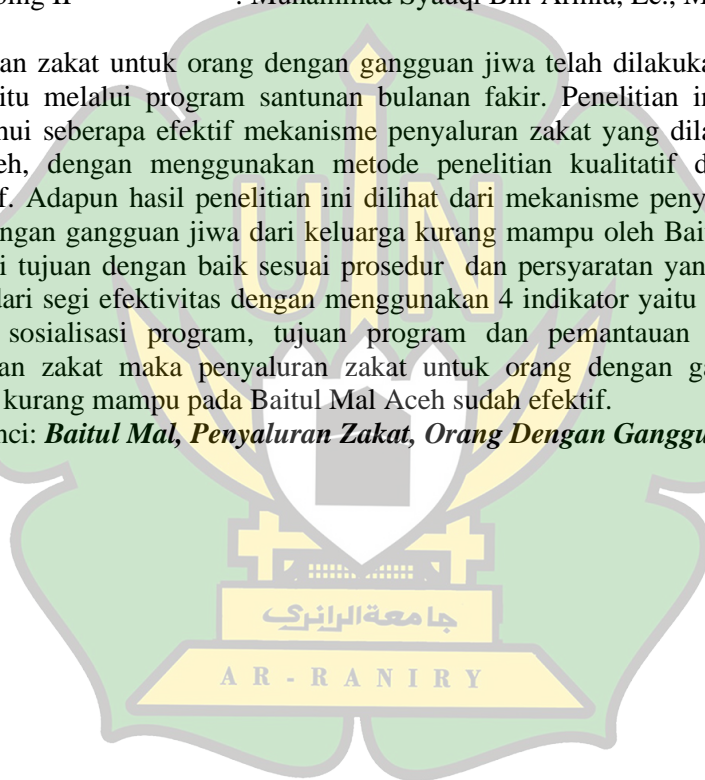 : Muhammad Syauqi Bin Armia, Lc., M
an zakat untuk orang dengan gangguan jiwa telah dilakuka
itu melalui program santunan bulanan fakir. Penelitian in
hui seberapa efektif mekanisme penyaluran zakat yang dila
eh, dengan menggunakan metode penelitian kualitatif d
f. Adapun hasil penelitian ini dilihat dari mekanisme peny
ngan gangguan jiwa dari keluarga kurang mampu oleh Bai
i tujuan dengan baik sesuai prosedur dan persyaratan yan
dari segi efektivitas dengan menggunakan 4 indikator yaitu
sosialisasi program, tujuan program dan pemantauan
an zakat maka penyaluran zakat untuk orang dengan ga
kurang mampu pada Baitul Mal Aceh sudah efektif.
nci: Baitul Mal, Penyaluran Zakat, Orang Dengan Ganggu
UIN
جامعةالرانري
AR-RANIRY